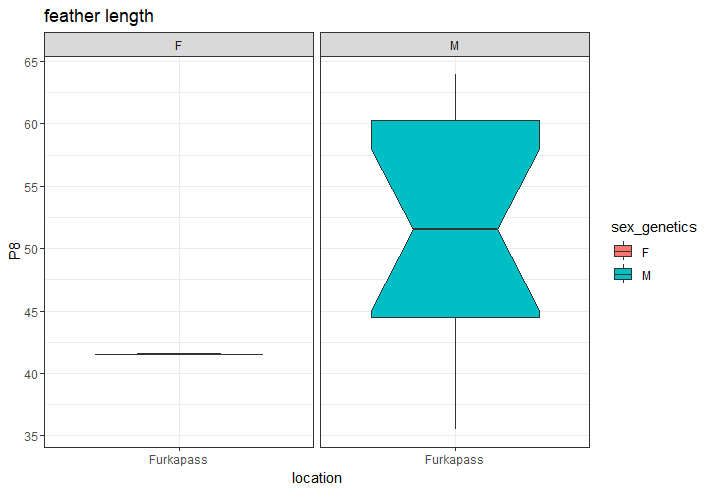 feather length
F
M
65
60
55
50
45
40
35
P8
Furkapass
Furkapass
location
sex_genetics
F
M